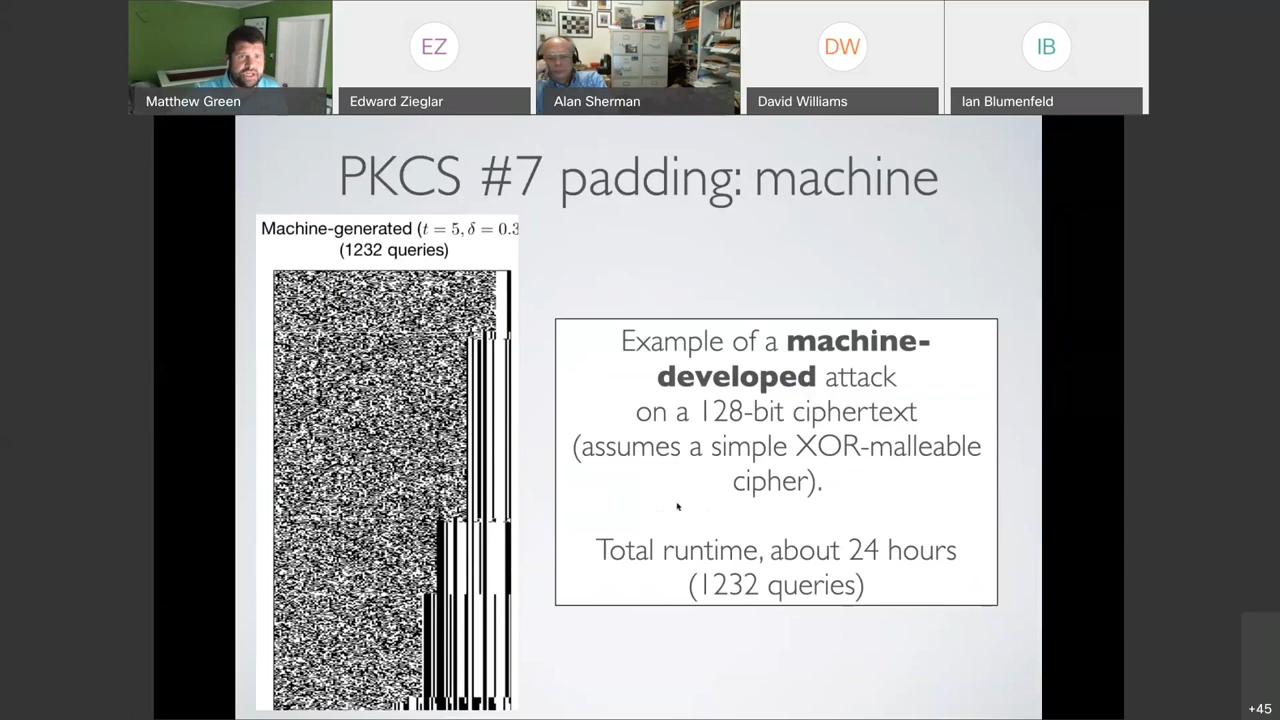 EZ
DW
IB
Matthew Green
Edward Zieglar
Alan Sherman
David Williams
Ian Blumenfeld
PKCS #7 padding: machine
Machine-generated (t = 5, δ = 0.3
(1232 queries)
Example of a machine-
developed attack
on a 128-bit ciphertext
(assumes a simple XOR-malleable
cipher).
Total runtime, about 24 hours
(1232 queries)
+45